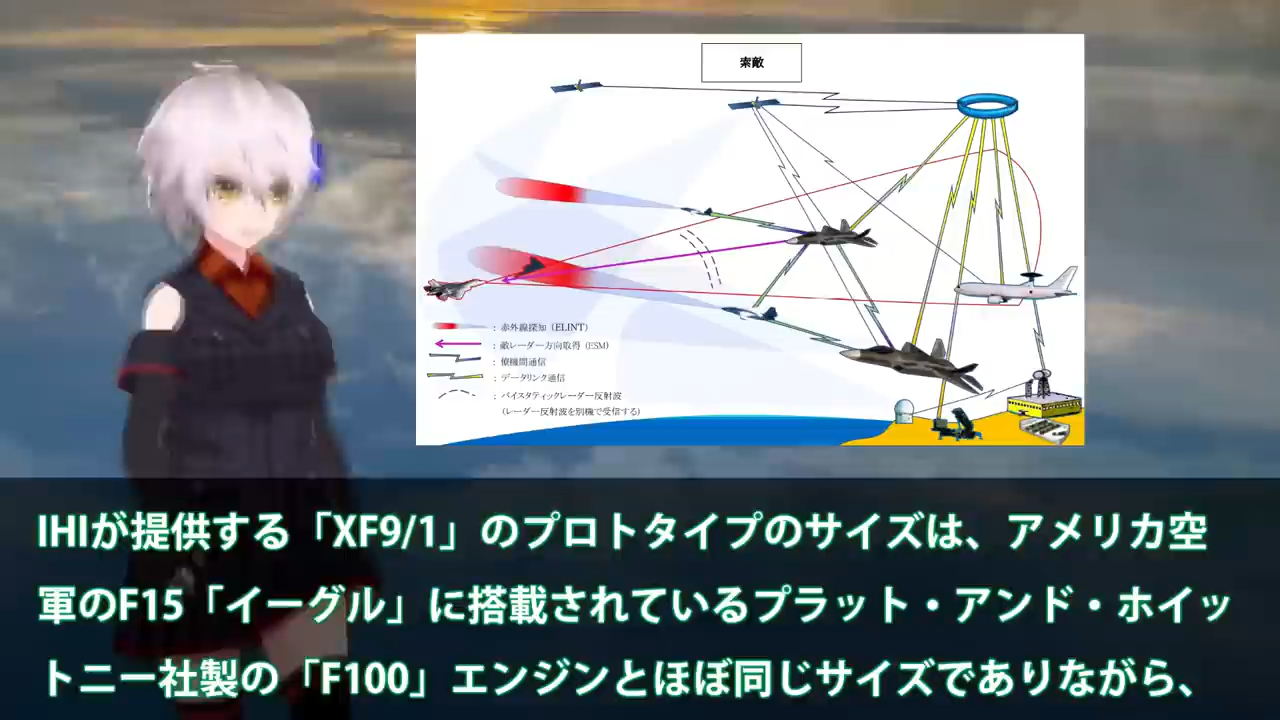 索敵
: 赤外線探知（ELINT）
: 敵レーダー方向取得（ESM）
: 僚機間通信
: データリンク通信
: バイスタティックレーダー反射波
（レーダー反射波を別機で受信する）
IHIが提供する「XF9/1」のプロトタイプのサイズは、アメリカ空
軍のF15「イーグル」に搭載されているプラット・アンド・ホイッ
トニー社製の「F100」エンジンとほぼ同じサイズでありながら、